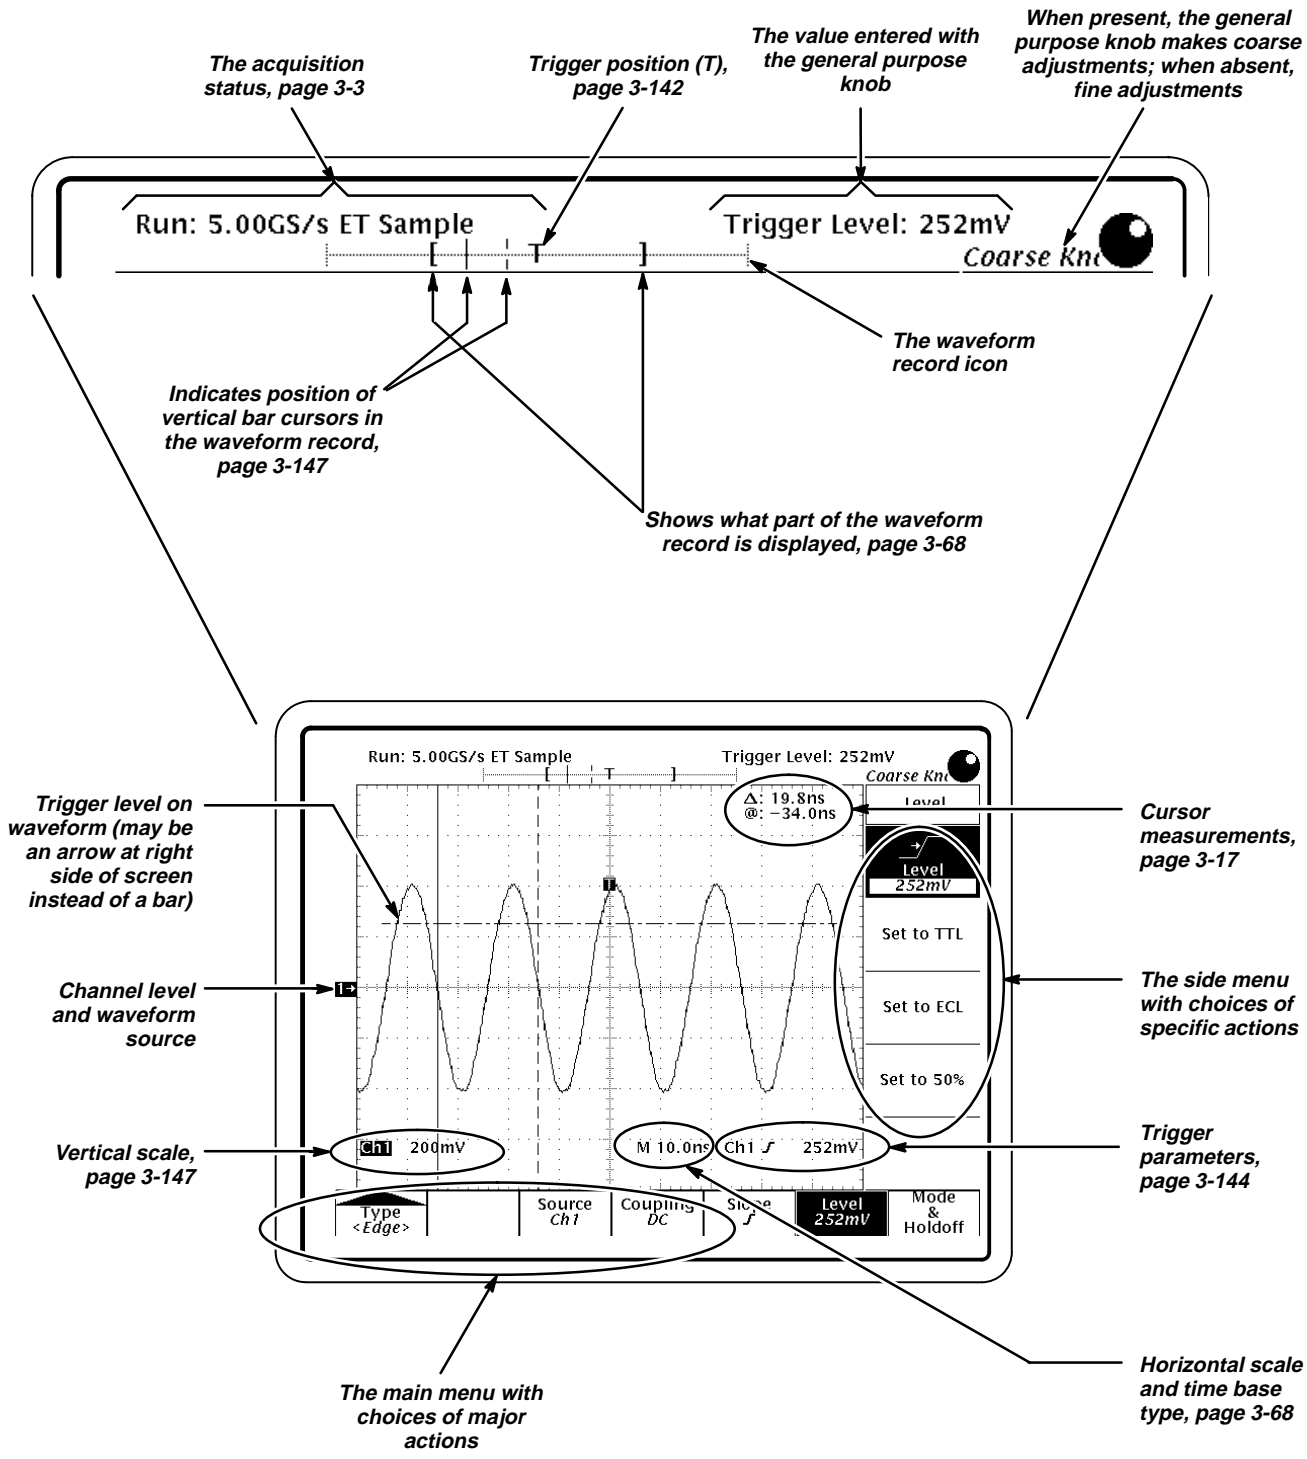 The acquisition
status, page 3-3
Trigger position (T),
page 3-142
The value entered with
the general purpose
knob
When present, the general
purpose knob makes coarse
adjustments; when absent,
fine adjustments
Run: 5.00GS/s ET Sample
Trigger Level: 252mV
[ T ]
Coarse Kno
The waveform
record icon
Indicates position of
vertical bar cursors in
the waveform record,
page 3-147
Shows what part of the waveform
record is displayed, page 3-68
Run: 5.00GS/s ET Sample
Trigger Level: 252mV
[ T ]
Coarse Kno
Δ: 19.8ns
@: −34.0ns
Level
Level
252mV
Set to TTL
Set to ECL
Set to 50%
T
1→
Trigger level on
waveform (may be
an arrow at right
side of screen
instead of a bar)
Channel level
and waveform
source
Vertical scale,
page 3-147
Cursor
measurements,
page 3-17
The side menu
with choices of
specific actions
Trigger
parameters,
page 3-144
Ch1 200mV
M 10.0ns
Ch1 252mV
Type
<Edge>
Source
Ch1
Coupling
DC
Slope
Level
252mV
Mode
&
Holdoff
The main menu with
choices of major
actions
Horizontal scale
and time base
type, page 3-68